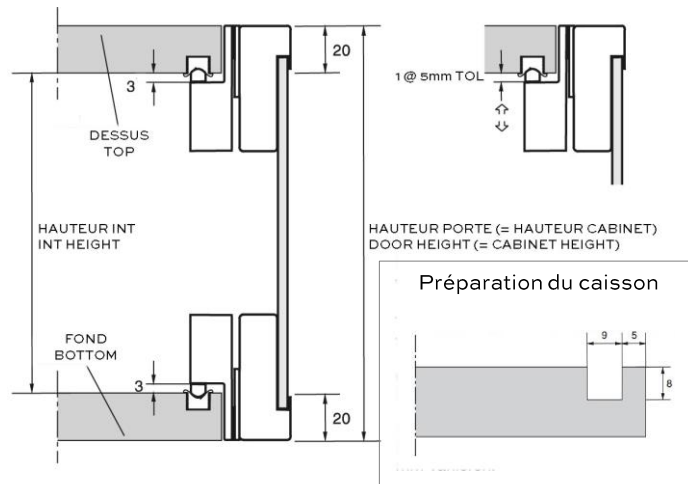 20
3
1@ 5mm TOL
DESSUS
TOP
HAUTEUR INT
INT HEIGHT
HAUTEUR PORTE (= HAUTEUR CABINET)
DOOR HEIGHT (= CABINET HEIGHT)
Préparation du caisson
9
5
8
FOND
BOTTOM
3
20